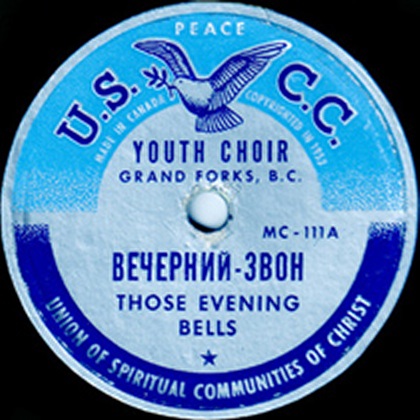 PEACE
U.S.C.C.
MADE IN CANADA
COPYRIGHTED IN 1953
YOUTH CHOIR
GRAND FORKS, B.C.
MC-111A
ВЕЧЕРНИЙ-ЗВОН
THOSE EVENING
BELLS
UNION OF SPIRITUAL COMMUNITIES OF CHRIST